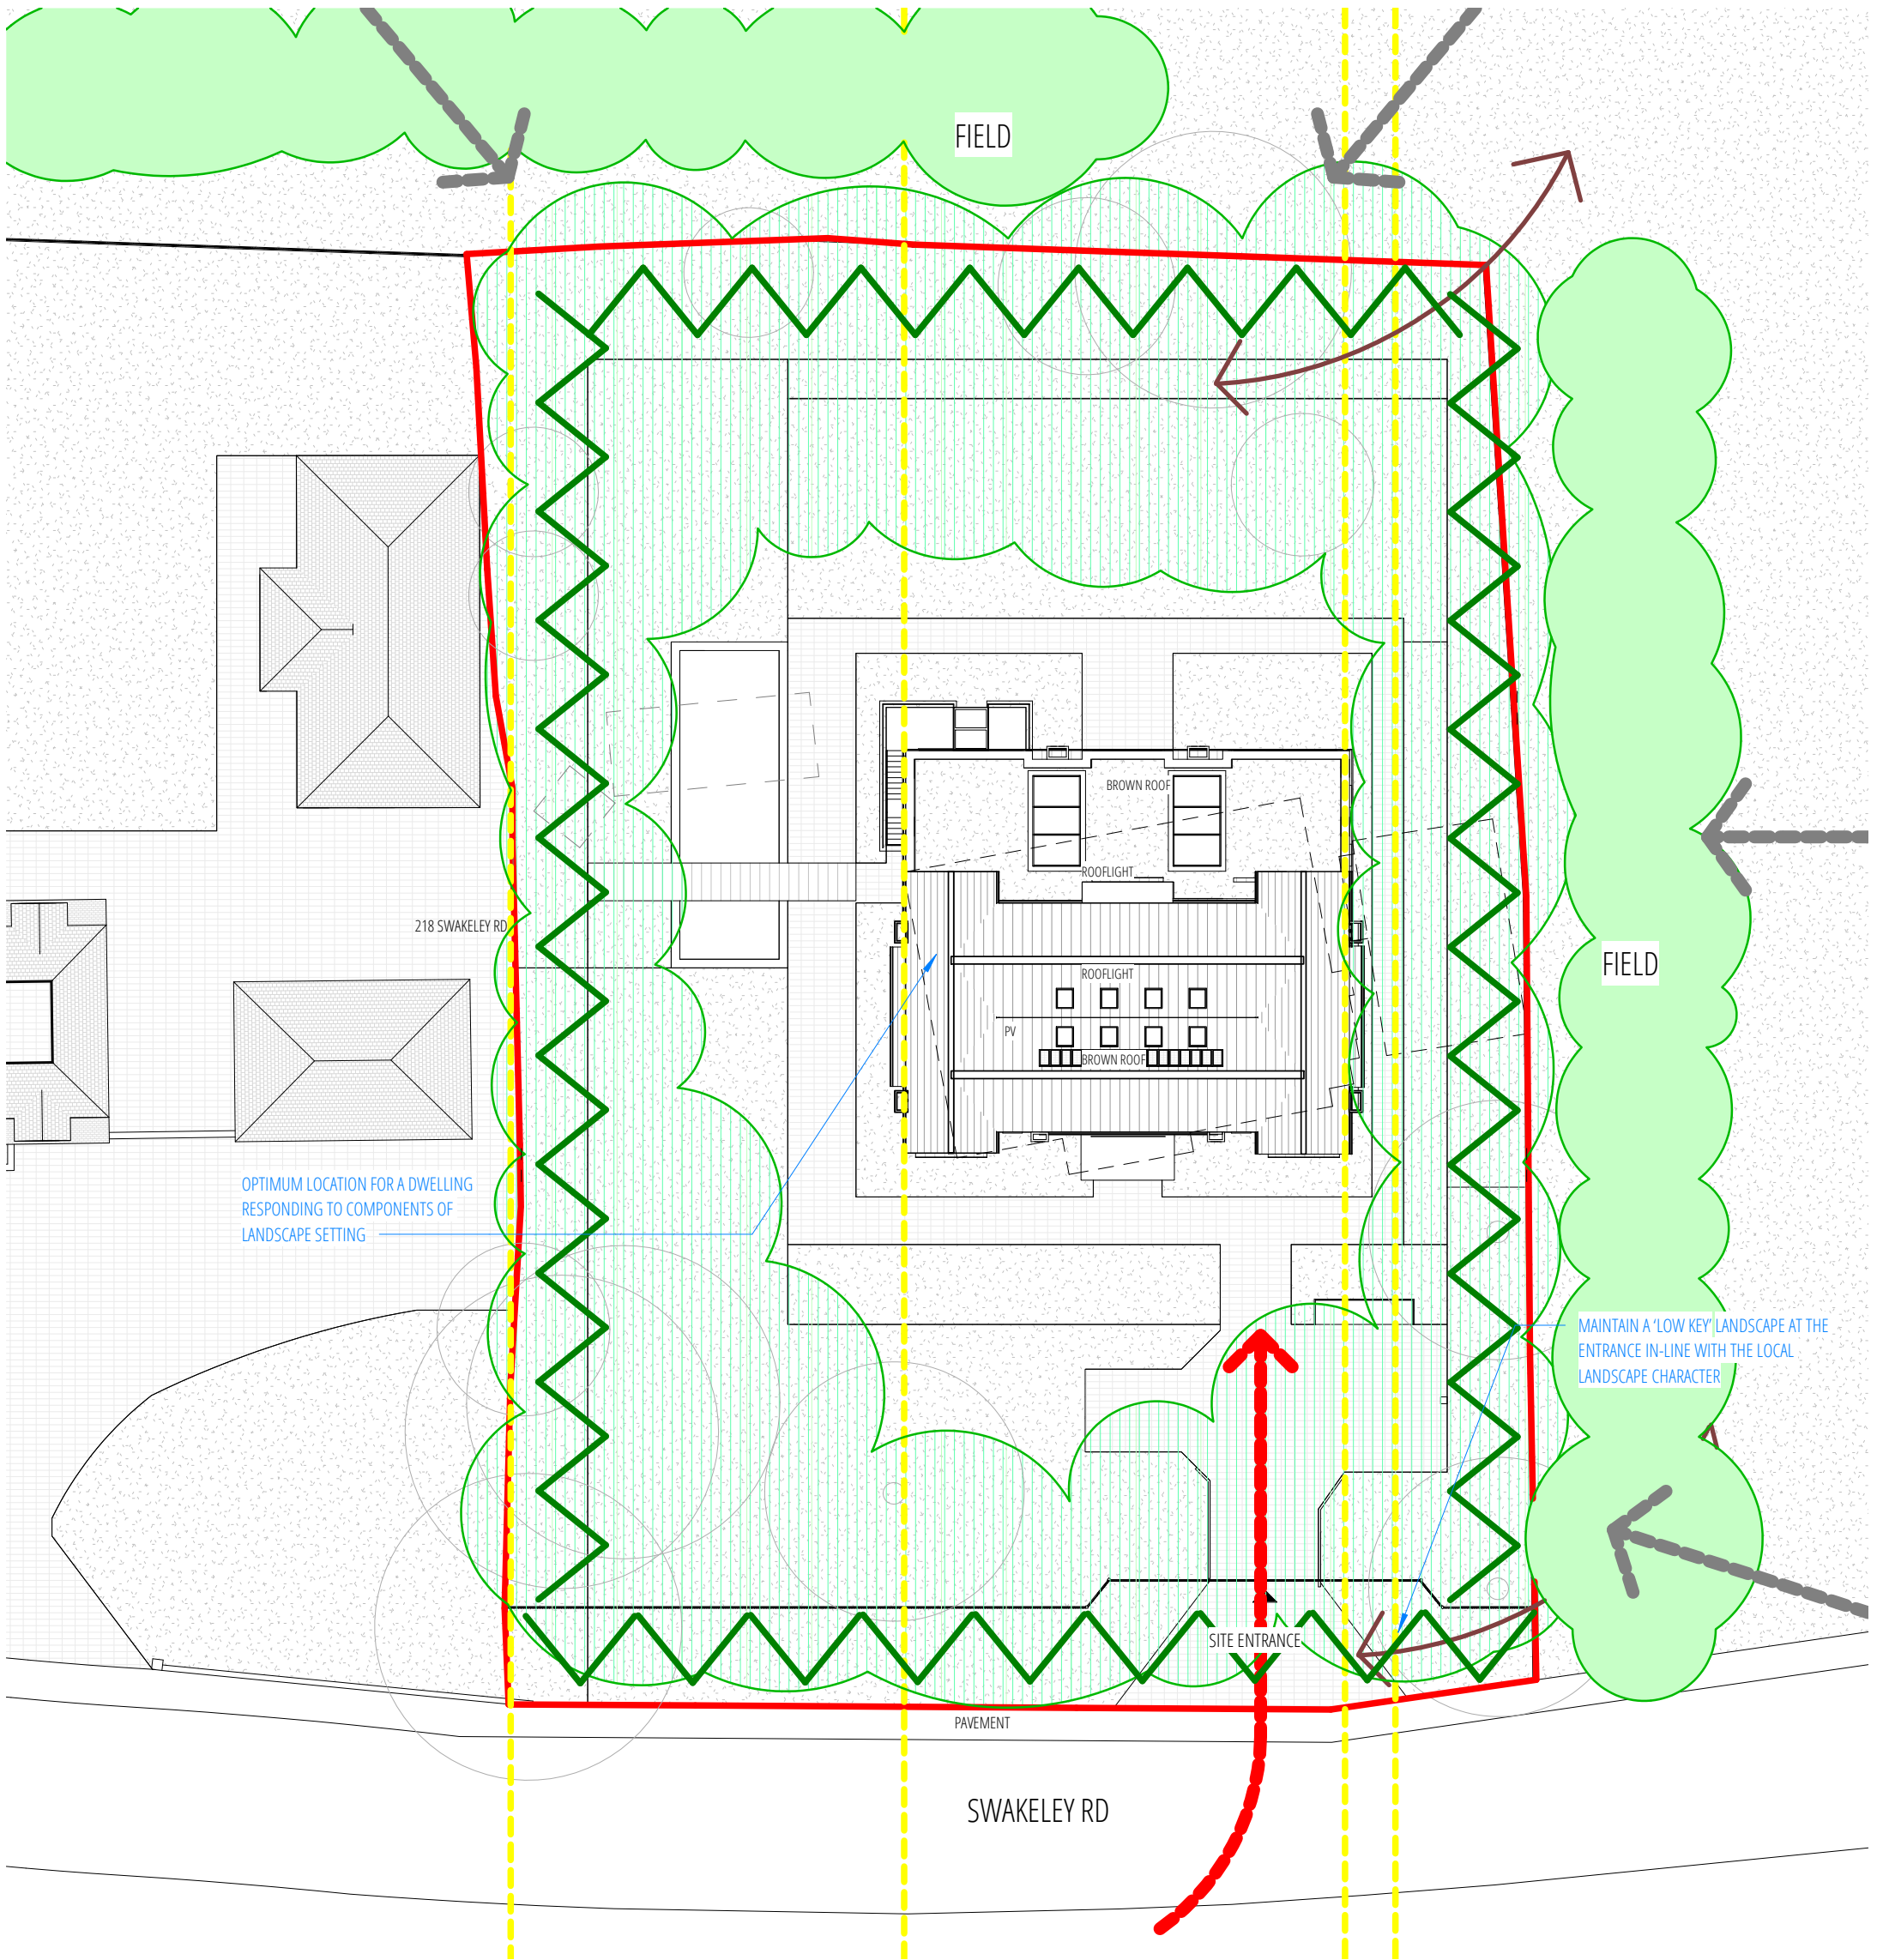 FIELD
BROWN ROOF
ROOFLIGHT
218 SWAKELEY RD
FIELD
ROOFLIGHT
PV
BROWN ROOF
OPTIMUM LOCATION FOR A DWELLING
RESPONDING TO COMPONENTS OF
LANDSCAPE SETTING
MAINTAIN A ‘LOW KEY’ LANDSCAPE AT THE
ENTRANCE IN-LINE WITH THE LOCAL
LANDSCAPE CHARACTER
SITE ENTRANCE
PAVEMENT
SWAKELEY RD